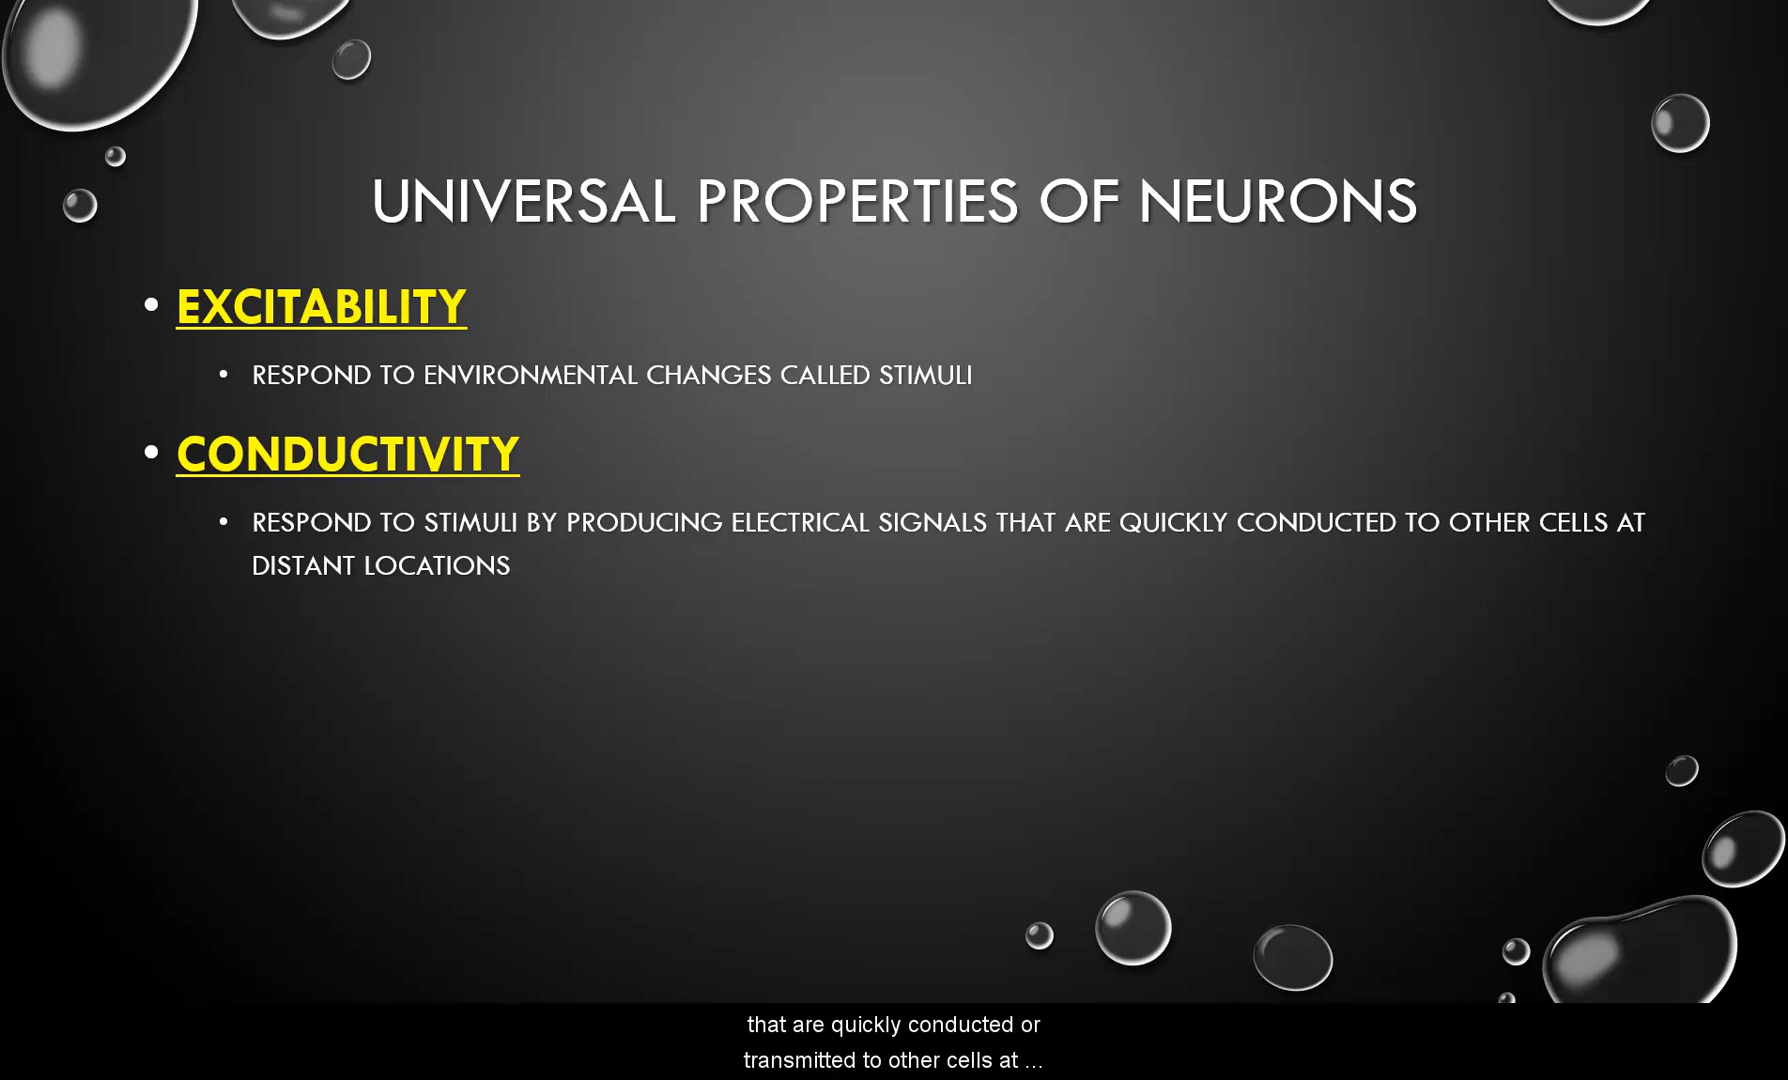 UNIVERSAL PROPERTIES OF NEURONS
• EXCITABILITY
• RESPOND TO ENVIRONMENTAL CHANGES CALLED STIMULI
• CONDUCTIVITY
• RESPOND TO STIMULI BY PRODUCING ELECTRICAL SIGNALS THAT ARE QUICKLY CONDUCTED TO OTHER CELLS AT
DISTANT LOCATIONS
that are quickly conducted or
transmitted to other cells at ...